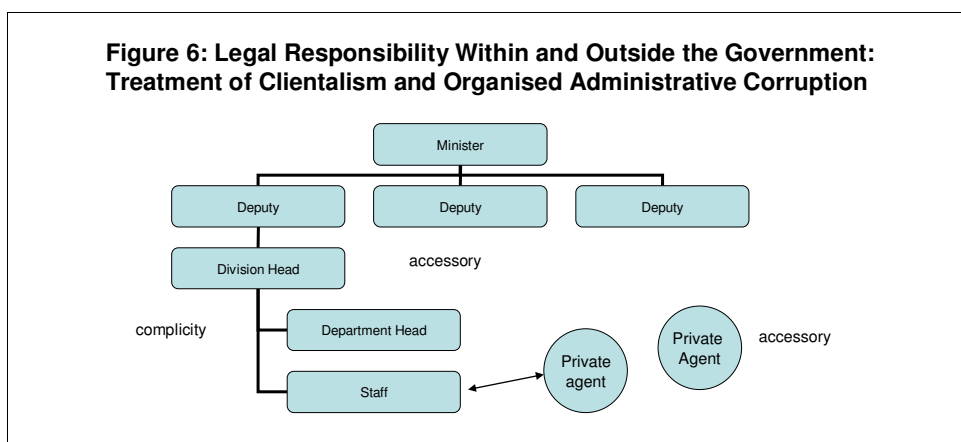 Figure 6: Legal Responsibility Within and Outside the Government:
Treatment of Clientalism and Organised Administrative Corruption
Minister
Deputy
Deputy
Deputy
Division Head
accessory
complicity
Department Head
Private
Agent
accessory
Private
agent
Staff